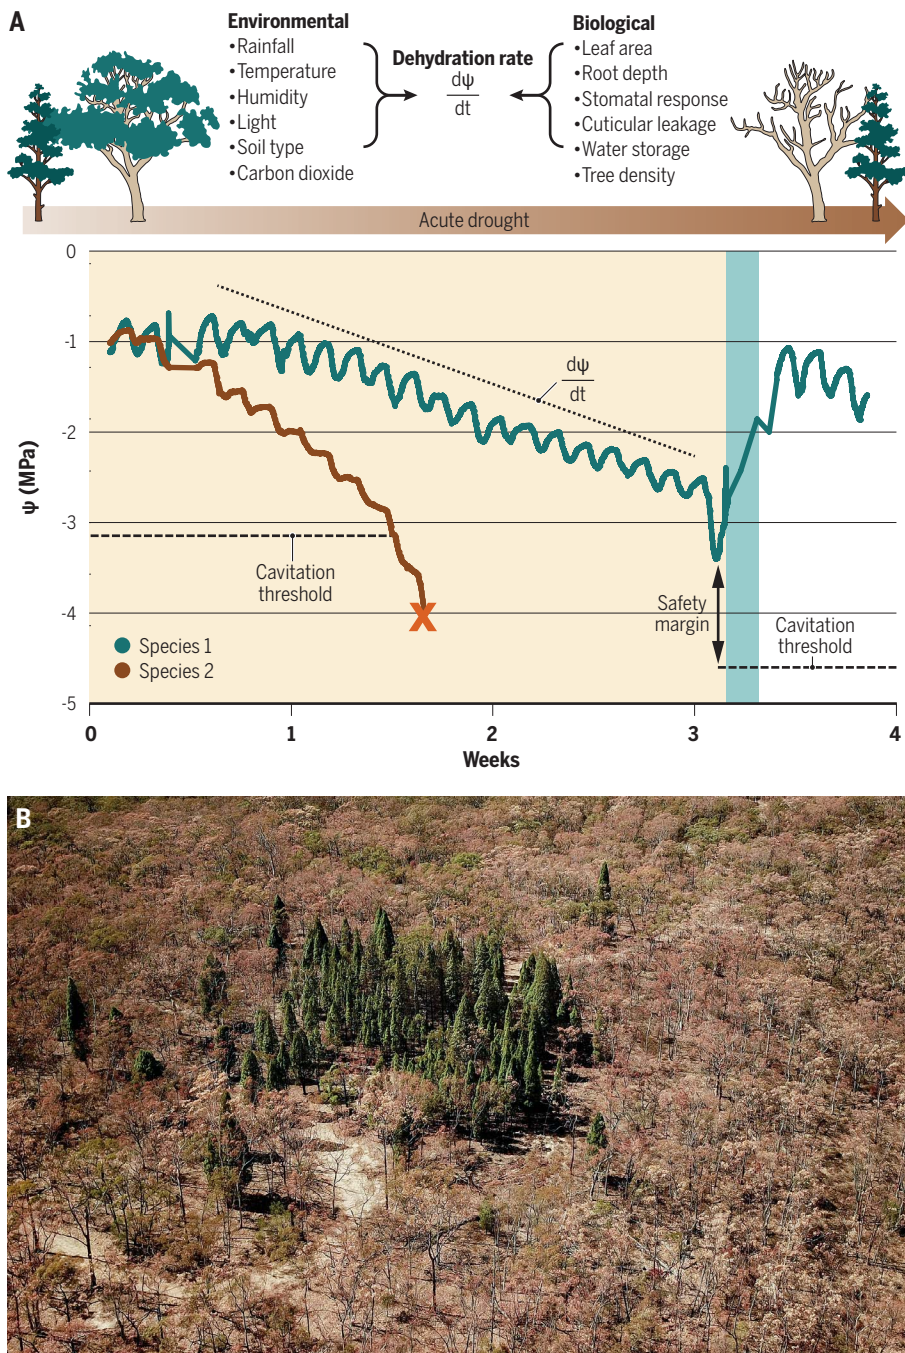 A
Environmental
•Rainfall
•Temperature
•Humidity
•Light
•Soil type
•Carbon dioxide
Dehydration rate
dψ
dt
Biological
•Leaf area
•Root depth
•Stomatal response
•Cuticular leakage
•Water storage
•Tree density
Acute drought
0
-1
-2
-3
-4
-5
ψ (MPa)
dψ
dt
Cavitation
threshold
X
Safety
margin
Cavitation
threshold
Species 1
Species 2
0
1
2
3
4
Weeks
B